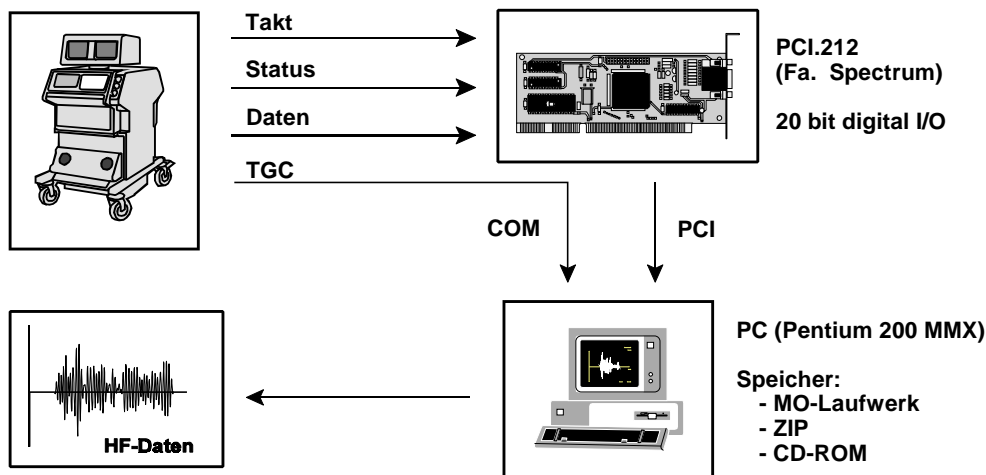 Takt
Status
Daten
TGC
PCI.212
(Fa. Spectrum)
20 bit digital I/O
COM
PCI
HF-Daten
PC (Pentium 200 MMX)
Speicher:
- MO-Laufwerk
- ZIP
- CD-ROM